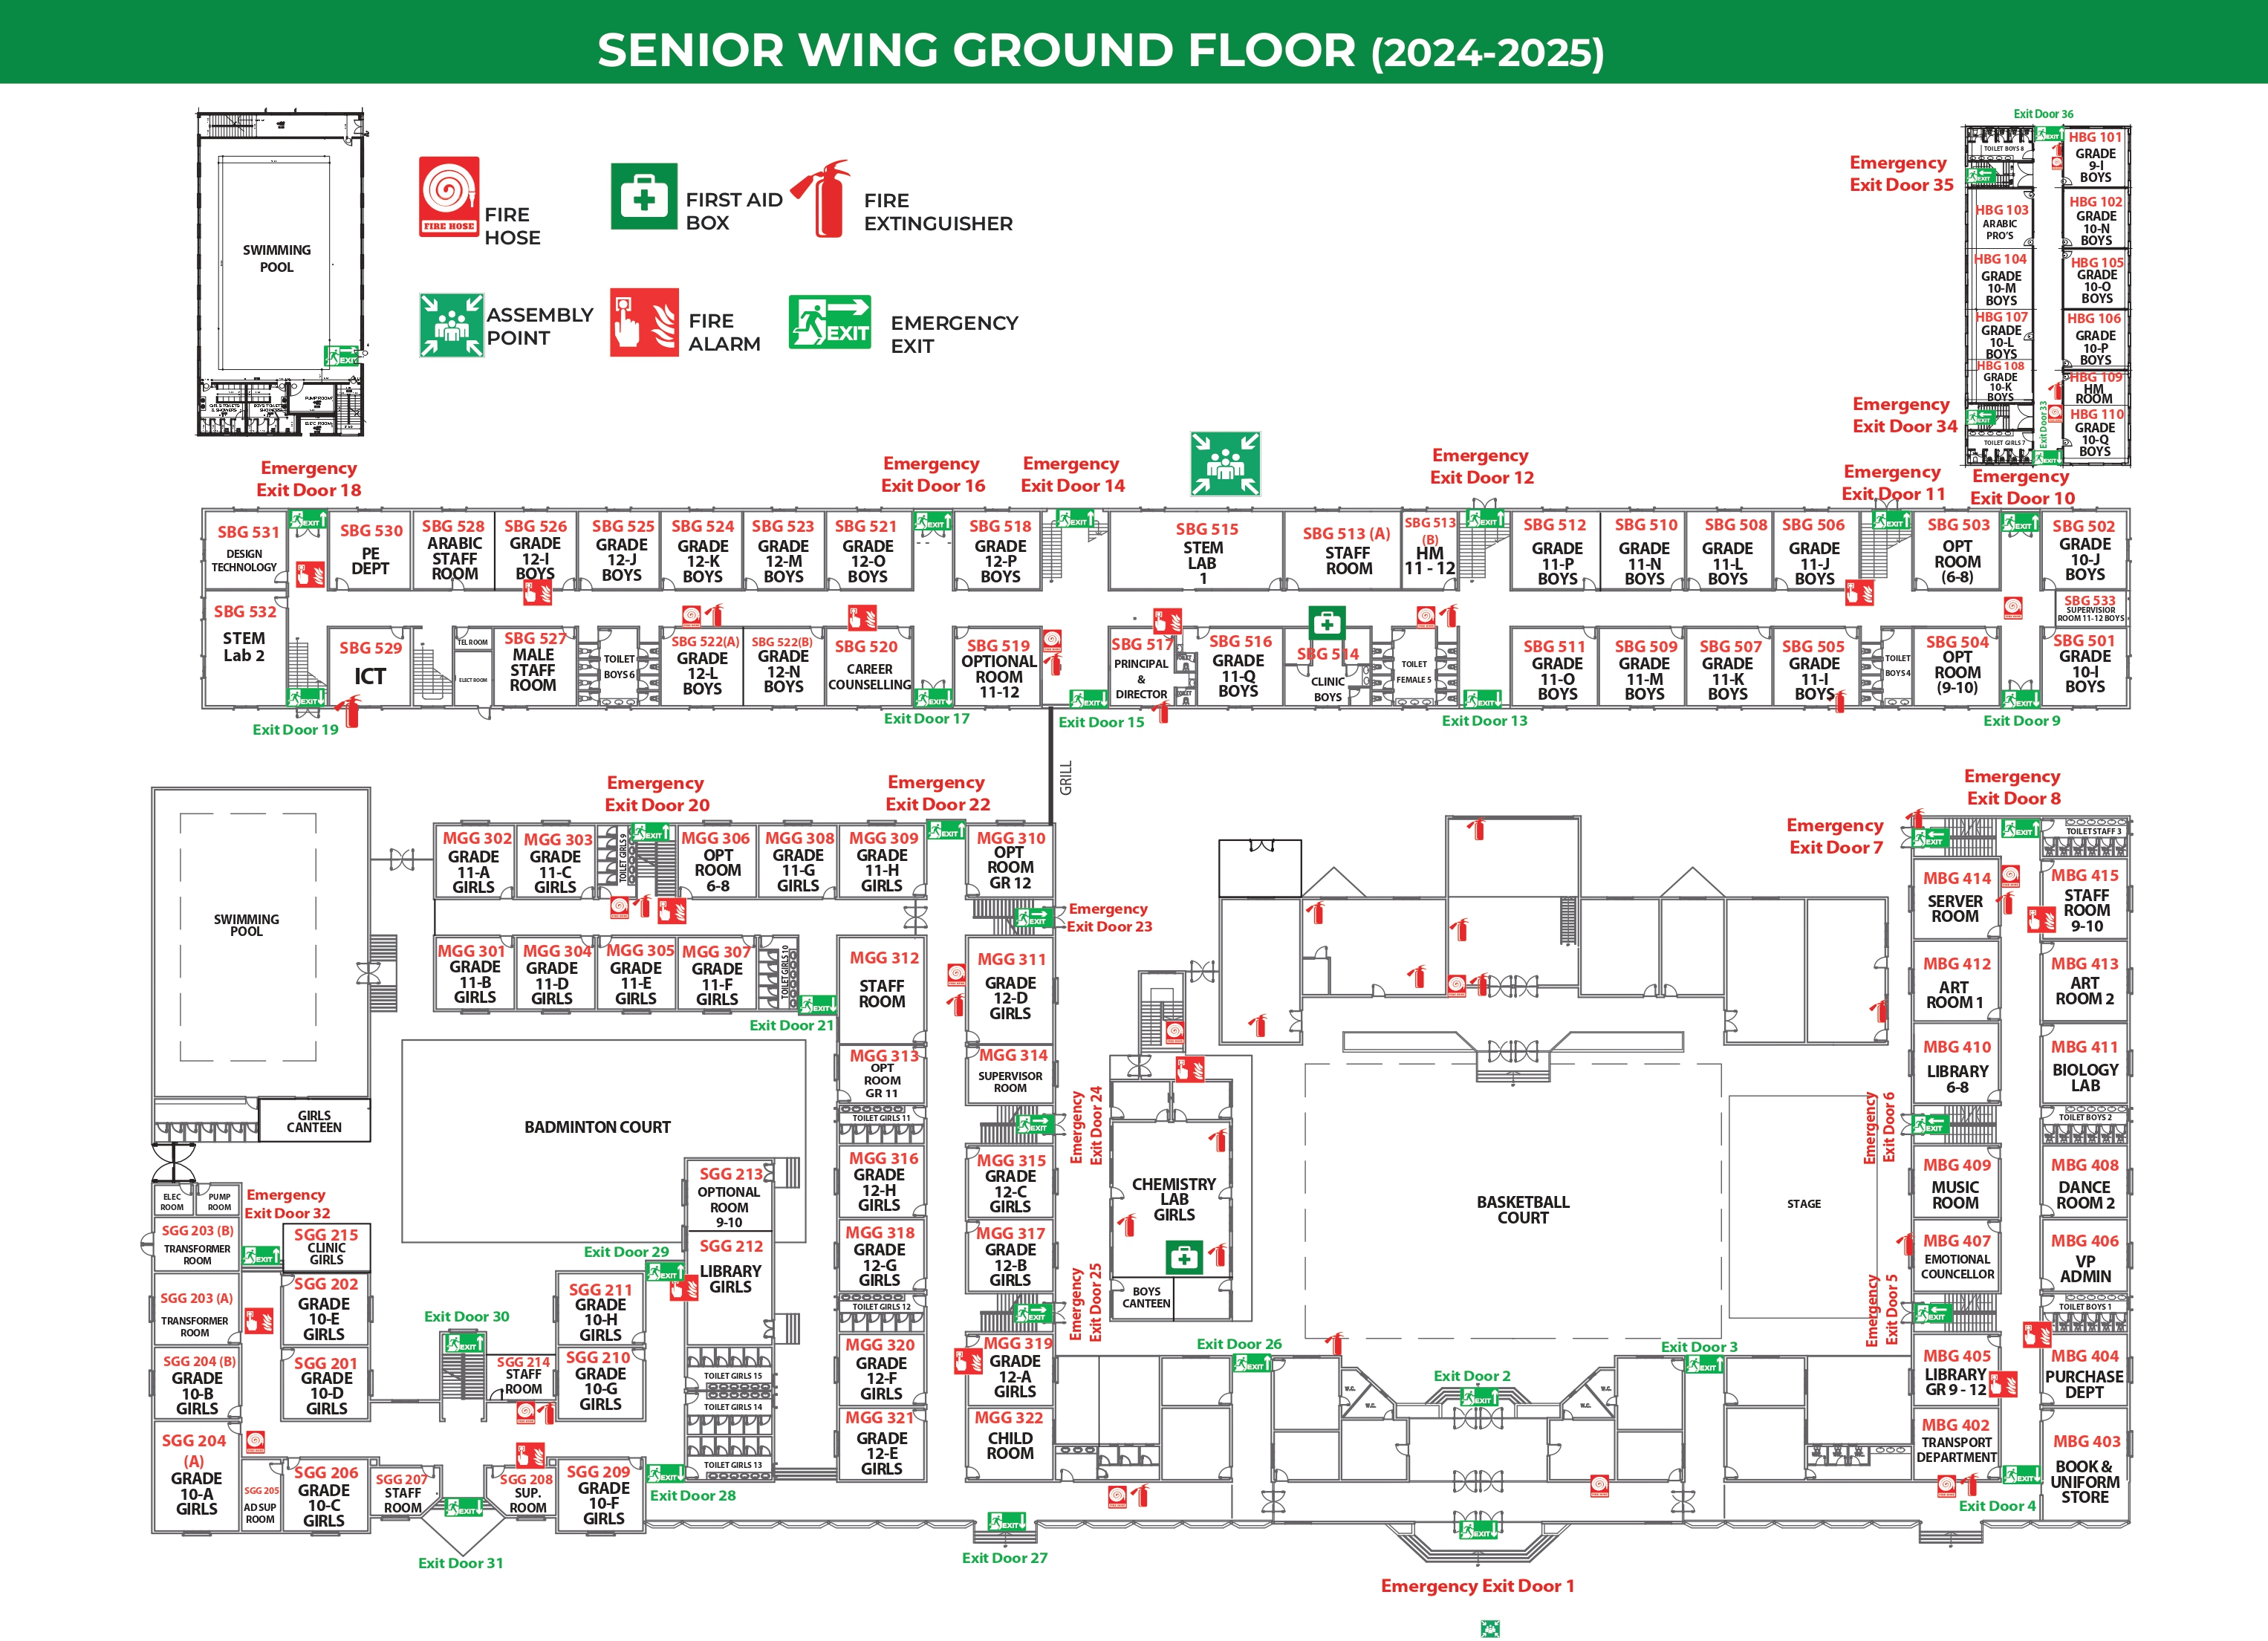 SENIOR WING GROUND FLOOR (2024-2025)
SWIMMING
POOL
EXIT
PUMP ROOM
ELEC ROOM
FIRE HOSE
FIRE
HOSE
FIRST AID
BOX
FIRE
EXTINGUISHER
ASSEMBLY
POINT
FIRE
ALARM
EXIT
EMERGENCY
EXIT
Exit Door 36
Emergency
Exit Door 35
TOILET BOYS 8
HBG 101
GRADE
9-I
BOYS
HBG 103
ARABIC
PRO'S
HBG 102
GRADE
10-N
BOYS
HBG 104
GRADE
10-M
BOYS
HBG 105
GRADE
10-O
BOYS
HBG 107
GRADE
10-L
BOYS
HBG 106
GRADE
10-P
BOYS
HBG 108
GRADE
10-K
BOYS
HBG 109
HM
ROOM
HBG 110
GRADE
10-Q
BOYS
Emergency
Exit Door 34
Exit Door 33
TOILET GIRLS 7
Emergency
Exit Door 18
Emergency
Exit Door 16
Emergency
Exit Door 14
Emergency
Exit Door 12
Emergency
Exit Door 11
Emergency
Exit Door 10
SBG 531
DESIGN
TECHNOLOGY
SBG 530
PE
DEPT
SBG 528
ARABIC
STAFF
ROOM
SBG 526
GRADE
12-I
BOYS
SBG 525
GRADE
12-J
BOYS
SBG 524
GRADE
12-K
BOYS
SBG 523
GRADE
12-M
BOYS
SBG 521
GRADE
12-O
BOYS
SBG 518
GRADE
12-P
BOYS
SBG 515
STEM
LAB
1
SBG 513 (A)
STAFF
ROOM
SBG 513
(B)
HM
11 - 12
SBG 512
GRADE
11-P
BOYS
SBG 510
GRADE
11-N
BOYS
SBG 508
GRADE
11-L
BOYS
SBG 506
GRADE
11-J
BOYS
SBG 503
OPT
ROOM
(6-8)
SBG 502
GRADE
10-J
BOYS
SBG 532
STEM
Lab 2
SBG 529
ICT
TEL ROOM
ELECT ROOM
SBG 527
MALE
STAFF
ROOM
TOILET
BOYS 6
SBG 522(A)
GRADE
12-L
BOYS
SBG 522(B)
GRADE
12-N
BOYS
SBG 520
CAREER
COUNSELLING
SBG 519
OPTIONAL
ROOM
11-12
SBG 517
PRINCIPAL
&
DIRECTOR
TOILET
TOILET
SBG 516
GRADE
11-Q
BOYS
SBG 514
CLINIC
BOYS
TOILET
FEMALE 5
SBG 511
GRADE
11-O
BOYS
SBG 509
GRADE
11-M
BOYS
SBG 507
GRADE
11-K
BOYS
SBG 505
GRADE
11-I
BOYS
TOILET
BOYS 4
SBG 504
OPT
ROOM
(9-10)
SBG 533
SUPERVISIOR
ROOM 11-12 BOYS
SBG 501
GRADE
10-I
BOYS
Exit Door 19
Exit Door 17
Exit Door 15
Exit Door 13
Exit Door 9
GRILL
Emergency
Exit Door 20
Emergency
Exit Door 22
Emergency
Exit Door 7
Emergency
Exit Door 8
SWIMMING
POOL
MGG 302
GRADE
11-A
GIRLS
MGG 303
GRADE
11-C
GIRLS
TOILET GIRLS 9
MGG 306
OPT
ROOM
6-8
MGG 308
GRADE
11-G
GIRLS
MGG 309
GRADE
11-H
GIRLS
MGG 310
OPT
ROOM
GR 12
Emergency
Exit Door 23
MGG 301
GRADE
11-B
GIRLS
MGG 304
GRADE
11-D
GIRLS
MGG 305
GRADE
11-E
GIRLS
MGG 307
GRADE
11-F
GIRLS
TOILET GIRLS 10
Exit Door 21
MGG 312
STAFF
ROOM
MGG 311
GRADE
12-D
GIRLS
MGG 313
OPT
ROOM
GR 11
MGG 314
SUPERVISOR
ROOM
TOILET GIRLS 11
Emergency
Exit Door 24
MGG 316
GRADE
12-H
GIRLS
MGG 315
GRADE
12-C
GIRLS
MGG 318
GRADE
12-G
GIRLS
MGG 317
GRADE
12-B
GIRLS
TOILET GIRLS 12
Emergency
Exit Door 25
MGG 320
GRADE
12-F
GIRLS
MGG 319
GRADE
12-A
GIRLS
MGG 321
GRADE
12-E
GIRLS
MGG 322
CHILD
ROOM
GIRLS
CANTEEN
BADMINTON COURT
ELEC
ROOM
PUMP
ROOM
Emergency
Exit Door 32
SGG 203 (B)
TRANSFORMER
ROOM
SGG 215
CLINIC
GIRLS
SGG 203 (A)
TRANSFORMER
ROOM
SGG 202
GRADE
10-E
GIRLS
SGG 204 (B)
GRADE
10-B
GIRLS
SGG 201
GRADE
10-D
GIRLS
SGG 204
(A)
GRADE
10-A
GIRLS
SGG 205
AD SUP
ROOM
SGG 206
GRADE
10-C
GIRLS
SGG 207
STAFF
ROOM
SGG 208
SUP.
ROOM
SGG 209
GRADE
10-F
GIRLS
Exit Door 30
SGG 214
STAFF
ROOM
SGG 211
GRADE
10-H
GIRLS
SGG 210
GRADE
10-G
GIRLS
Exit Door 29
SGG 213
OPTIONAL
ROOM
9-10
SGG 212
LIBRARY
GIRLS
TOILET GIRLS 15
TOILET GIRLS 14
TOILET GIRLS 13
Exit Door 28
Exit Door 31
Exit Door 27
CHEMISTRY
LAB
GIRLS
BOYS
CANTEEN
BASKETBALL
COURT
STAGE
Exit Door 26
Exit Door 2
Exit Door 3
W.C.
W.C.
W.C.
W.C.
Emergency Exit Door 1
TOILET STAFF 3
MBG 414
SERVER
ROOM
MBG 415
STAFF
ROOM
9-10
MBG 412
ART
ROOM 1
MBG 413
ART
ROOM 2
MBG 410
LIBRARY
6-8
MBG 411
BIOLOGY
LAB
Emergency
Exit Door 6
TOILET BOYS 2
MBG 409
MUSIC
ROOM
MBG 408
DANCE
ROOM 2
MBG 407
EMOTIONAL
COUNCELLOR
MBG 406
VP
ADMIN
Emergency
Exit Door 5
TOILET BOYS 1
MBG 405
LIBRARY
GR 9 - 12
MBG 404
PURCHASE
DEPT
MBG 402
TRANSPORT
DEPARTMENT
MBG 403
BOOK &
UNIFORM
STORE
Exit Door 4